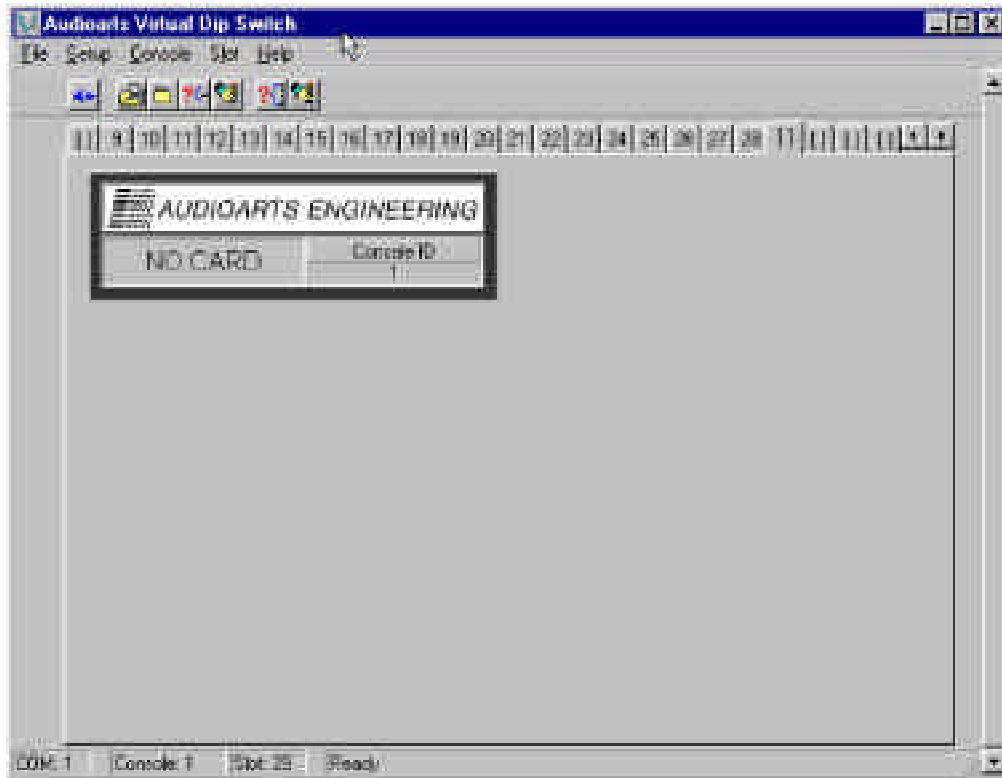 Audioarts Virtual Dip Switch
File Setup Console Slot Help
9 10 11 12 13 14 15 16 17 18 19 20 21 22 23 24 25 26 27 28
AUDIOARTS ENGINEERING
NO CARD
Console ID
1
COM: 1 Console: 1 Slot: 29 Ready